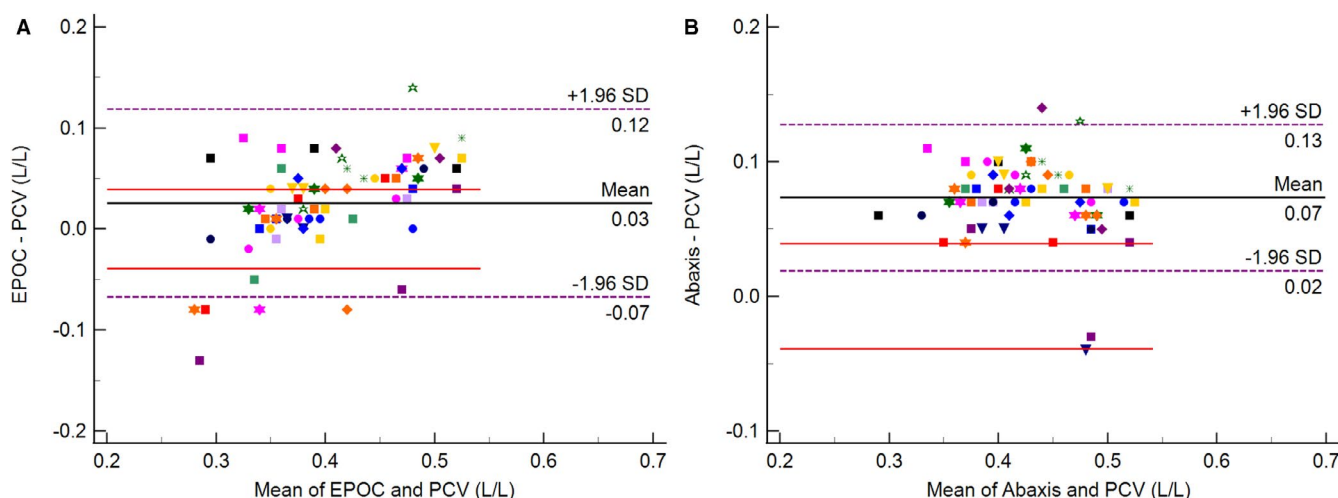 A
EPOC - PCV (L/L)
0.2
0.1
0.0
-0.1
-0.2
+1.96 SD
0.12
Mean
0.03
-1.96 SD
-0.07
0.2 0.3 0.4 0.5 0.6 0.7
Mean of EPOC and PCV (L/L)
B
Abaxis - PCV (L/L)
0.2
0.1
0.0
-0.1
+1.96 SD
0.13
Mean
0.07
-1.96 SD
0.02
0.2 0.3 0.4 0.5 0.6 0.7
Mean of Abaxis and PCV (L/L)